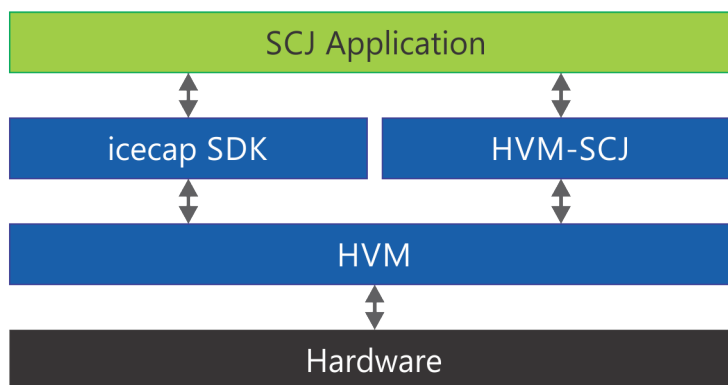 SCJ Application
icecap SDK
HVM-SCJ
HVM
Hardware